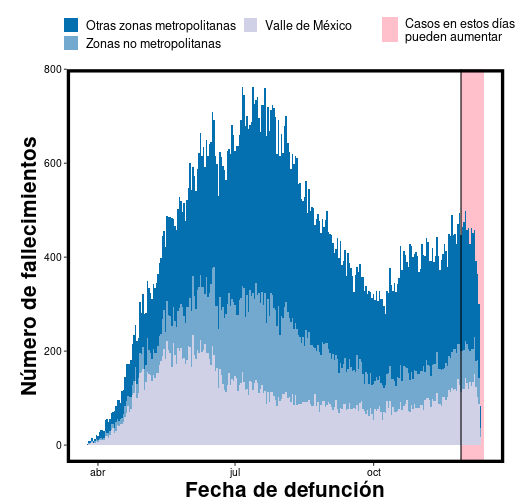 Otras zonas metropolitanas
Valle de México
Zonas no metropolitanas
Casos en estos días
pueden aumentar
Número de fallecimientos
800
600
400
200
0
abr
jul
oct
Fecha de defunción